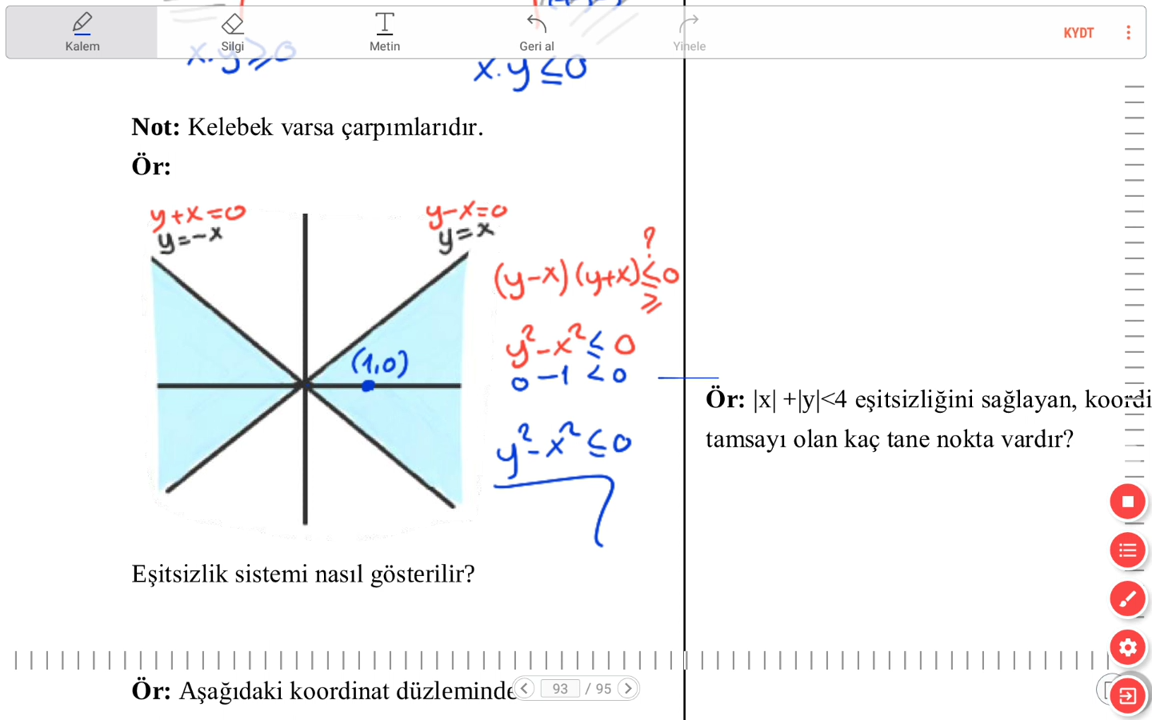 Kalem
Silgi
Metin
Geri al
Yinele
KYDT
x.y≥0
x.y≤0
Not: Kelebek varsa çarpımlarıdır.
Ör:
y+x=0
y=-x
y-x=0
y=x
?
(y-x)(y+x)≤0
≥
y²-x²≤0
(1,0)
0-1<0
y²-x²≤0
Eşitsizlik sistemi nasıl gösterilir?
Ör: |x| +|y|<4 eşitsizliğini sağlayan, koordi
tamsayı olan kaç tane nokta vardır?
Ör: Aşağıdaki koordinat düzleminde
93 / 95